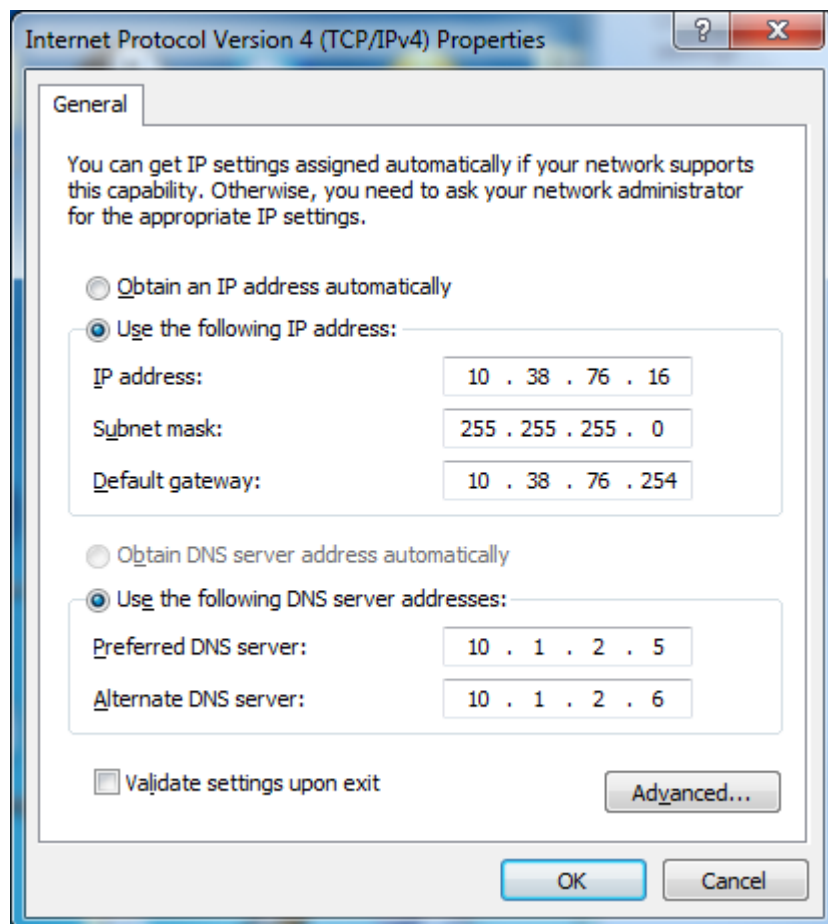 Internet Protocol Version 4 (TCP/IPv4) Properties
?
General
You can get IP settings assigned automatically if your network supports
this capability. Otherwise, you need to ask your network administrator
for the appropriate IP settings.
Obtain an IP address automatically
Use the following IP address:
IP address: 10 . 38 . 76 . 16
Subnet mask: 255 . 255 . 255 . 0
Default gateway: 10 . 38 . 76 . 254
Obtain DNS server address automatically
Use the following DNS server addresses:
Preferred DNS server: 10 . 1 . 2 . 5
Alternate DNS server: 10 . 1 . 2 . 6
Validate settings upon exit
Advanced...
OK Cancel